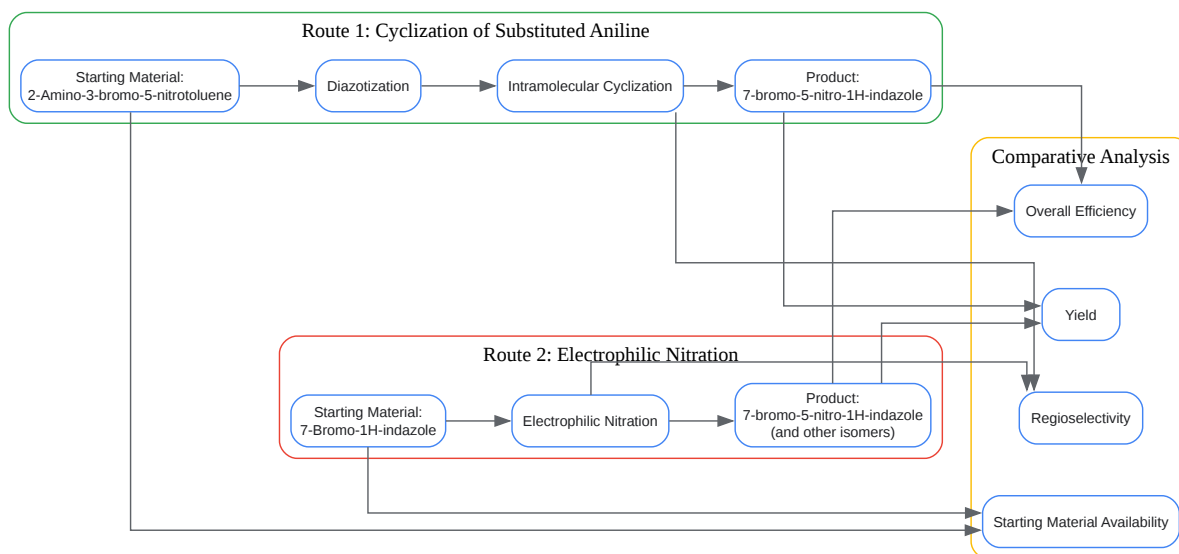 Route 1: Cyclization of Substituted Aniline
Starting Material:
2-Amino-3-bromo-5-nitrotoluene
Diazotization
Intramolecular Cyclization
Product:
7-bromo-5-nitro-1H-indazole
Comparative Analysis
Overall Efficiency
Yield
Regioselectivity
Starting Material Availability
Route 2: Electrophilic Nitration
Starting Material:
7-Bromo-1H-indazole
Electrophilic Nitration
Product:
7-bromo-5-nitro-1H-indazole
(and other isomers)